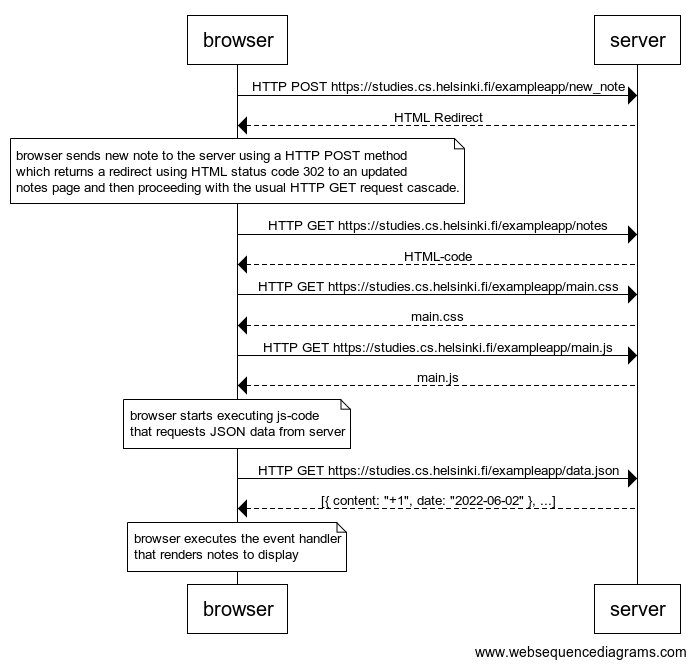 browser
server
HTTP POST https://studies.cs.helsinki.fi/exampleapp/new_note
HTML Redirect
browser sends new note to the server using a HTTP POST method
which returns a redirect using HTML status code 302 to an updated
notes page and then proceeding with the usual HTTP GET request cascade.
HTTP GET https://studies.cs.helsinki.fi/exampleapp/notes
HTML-code
HTTP GET https://studies.cs.helsinki.fi/exampleapp/main.css
main.css
HTTP GET https://studies.cs.helsinki.fi/exampleapp/main.js
main.js
browser starts executing js-code
that requests JSON data from server
HTTP GET https://studies.cs.helsinki.fi/exampleapp/data.json
[{ content: "+1", date: "2022-06-02" }, ...]
browser executes the event handler
that renders notes to display
browser
server
www.websequencediagrams.com